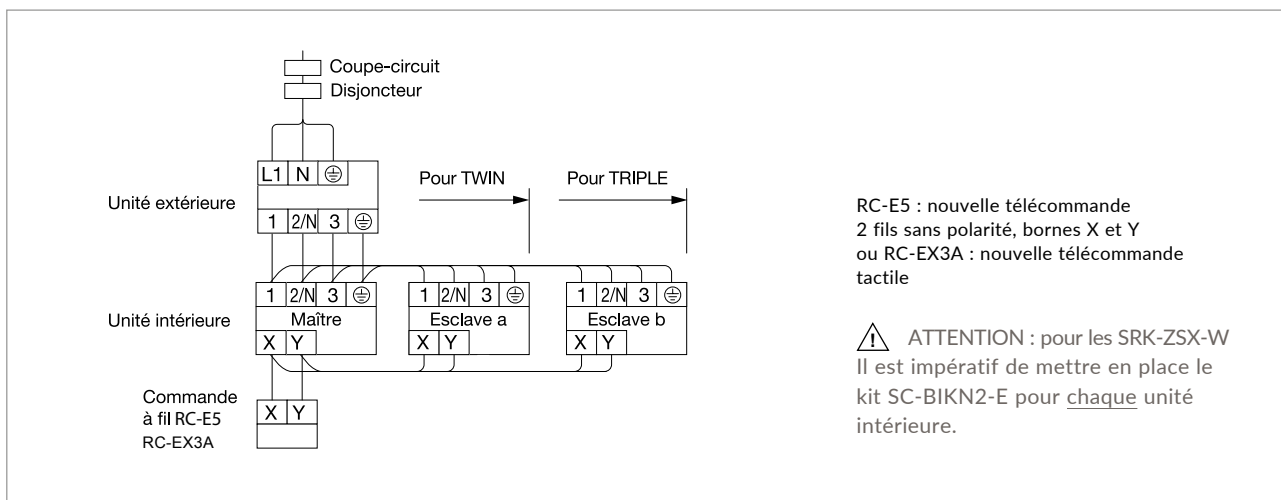 Coupe-circuit
Disjoncteur
L1 N
Pour TWIN
Pour TRIPLE
Unité extérieure
1 2/N 3
1 2/N 3
1 2/N 3
1 2/N 3
Unité intérieure
Maître
Esclave a
Esclave b
X Y
X Y
X Y
Commande
à fil RC-E5
RC-EX3A
X Y
RC-E5 : nouvelle télécommande
2 fils sans polarité, bornes X et Y
ou RC-EX3A : nouvelle télécommande
tactile
ATTENTION : pour les SRK-ZSX-W
Il est impératif de mettre en place le
kit SC-BIKN2-E pour chaque unité
intérieure.